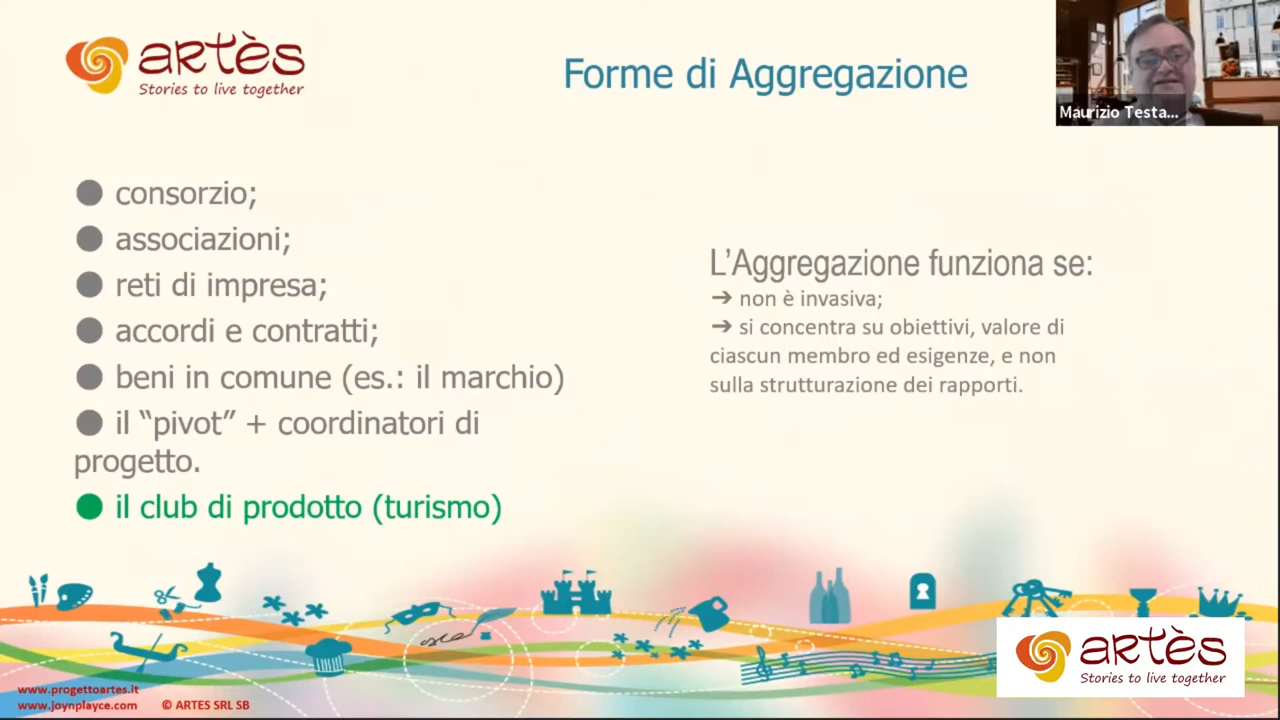 artès
Stories to live together
Forme di Aggregazione
Maurizio Testa...
● consorzio;
● associazioni;
● reti di impresa;
● accordi e contratti;
● beni in comune (es.: il marchio)
● il “pivot” + coordinatori di
progetto.
● il club di prodotto (turismo)
L’Aggregazione funziona se:
➔ non è invasiva;
➔ si concentra su obiettivi, valore di
ciascun membro ed esigenze, e non
sulla strutturazione dei rapporti.
artès
Stories to live together
www.progettoartes.it
www.joynplayce.com © ARTES SRL SB